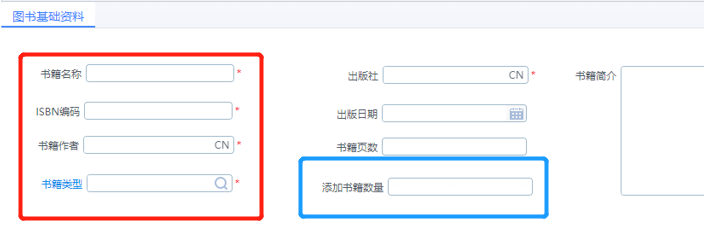 图书基础资料
书籍名称 *
出版社 CN *
书籍简介
ISBN编码 *
出版日期
书籍作者 CN *
书籍页数
书籍类型 *
添加书籍数量